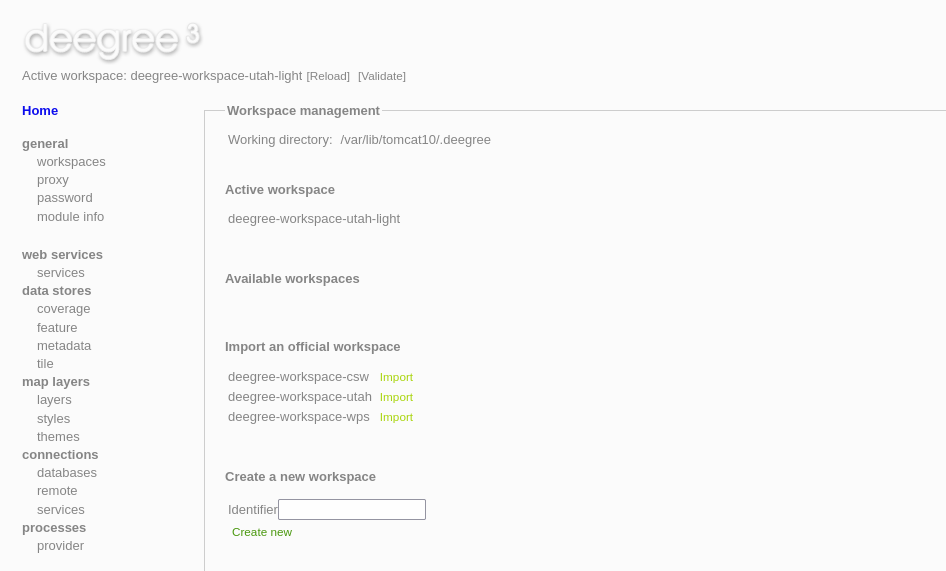 deegree 3
Active workspace: deegree-workspace-utah-light [Reload] [Validate]
Home
general
workspaces
proxy
password
module info
web services
services
data stores
coverage
feature
metadata
tile
map layers
layers
styles
themes
connections
databases
remote
services
processes
provider
Workspace management
Working directory: /var/lib/tomcat10/.deegree
Active workspace
deegree-workspace-utah-light
Available workspaces
Import an official workspace
deegree-workspace-csw Import
deegree-workspace-utah Import
deegree-workspace-wps Import
Create a new workspace
Identifier
Create new